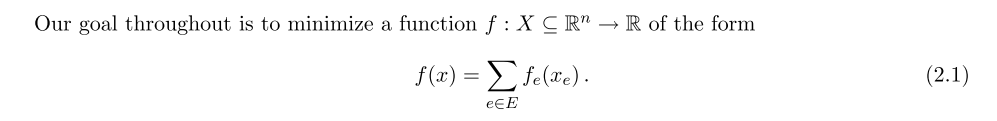 Our goal throughout is to minimize a function f : X ⊆ ℝⁿ → ℝ of the form
f(x) = ∑_{e∈E} f_e(x_e) . (2.1)